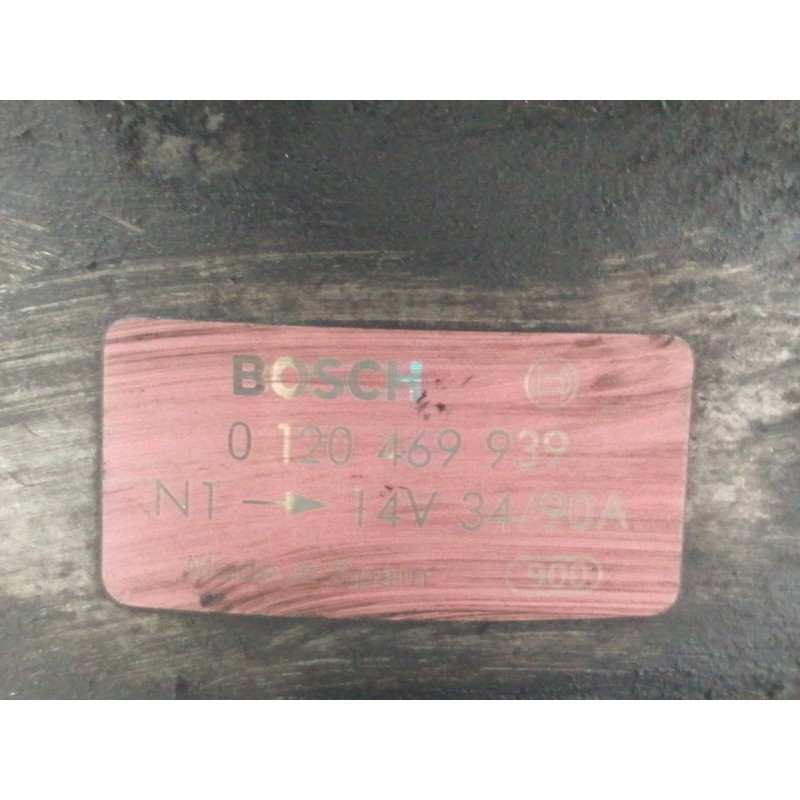 BOSCH
0 120 469 939
N1 → 14V 34/90A
Made in Spain 900